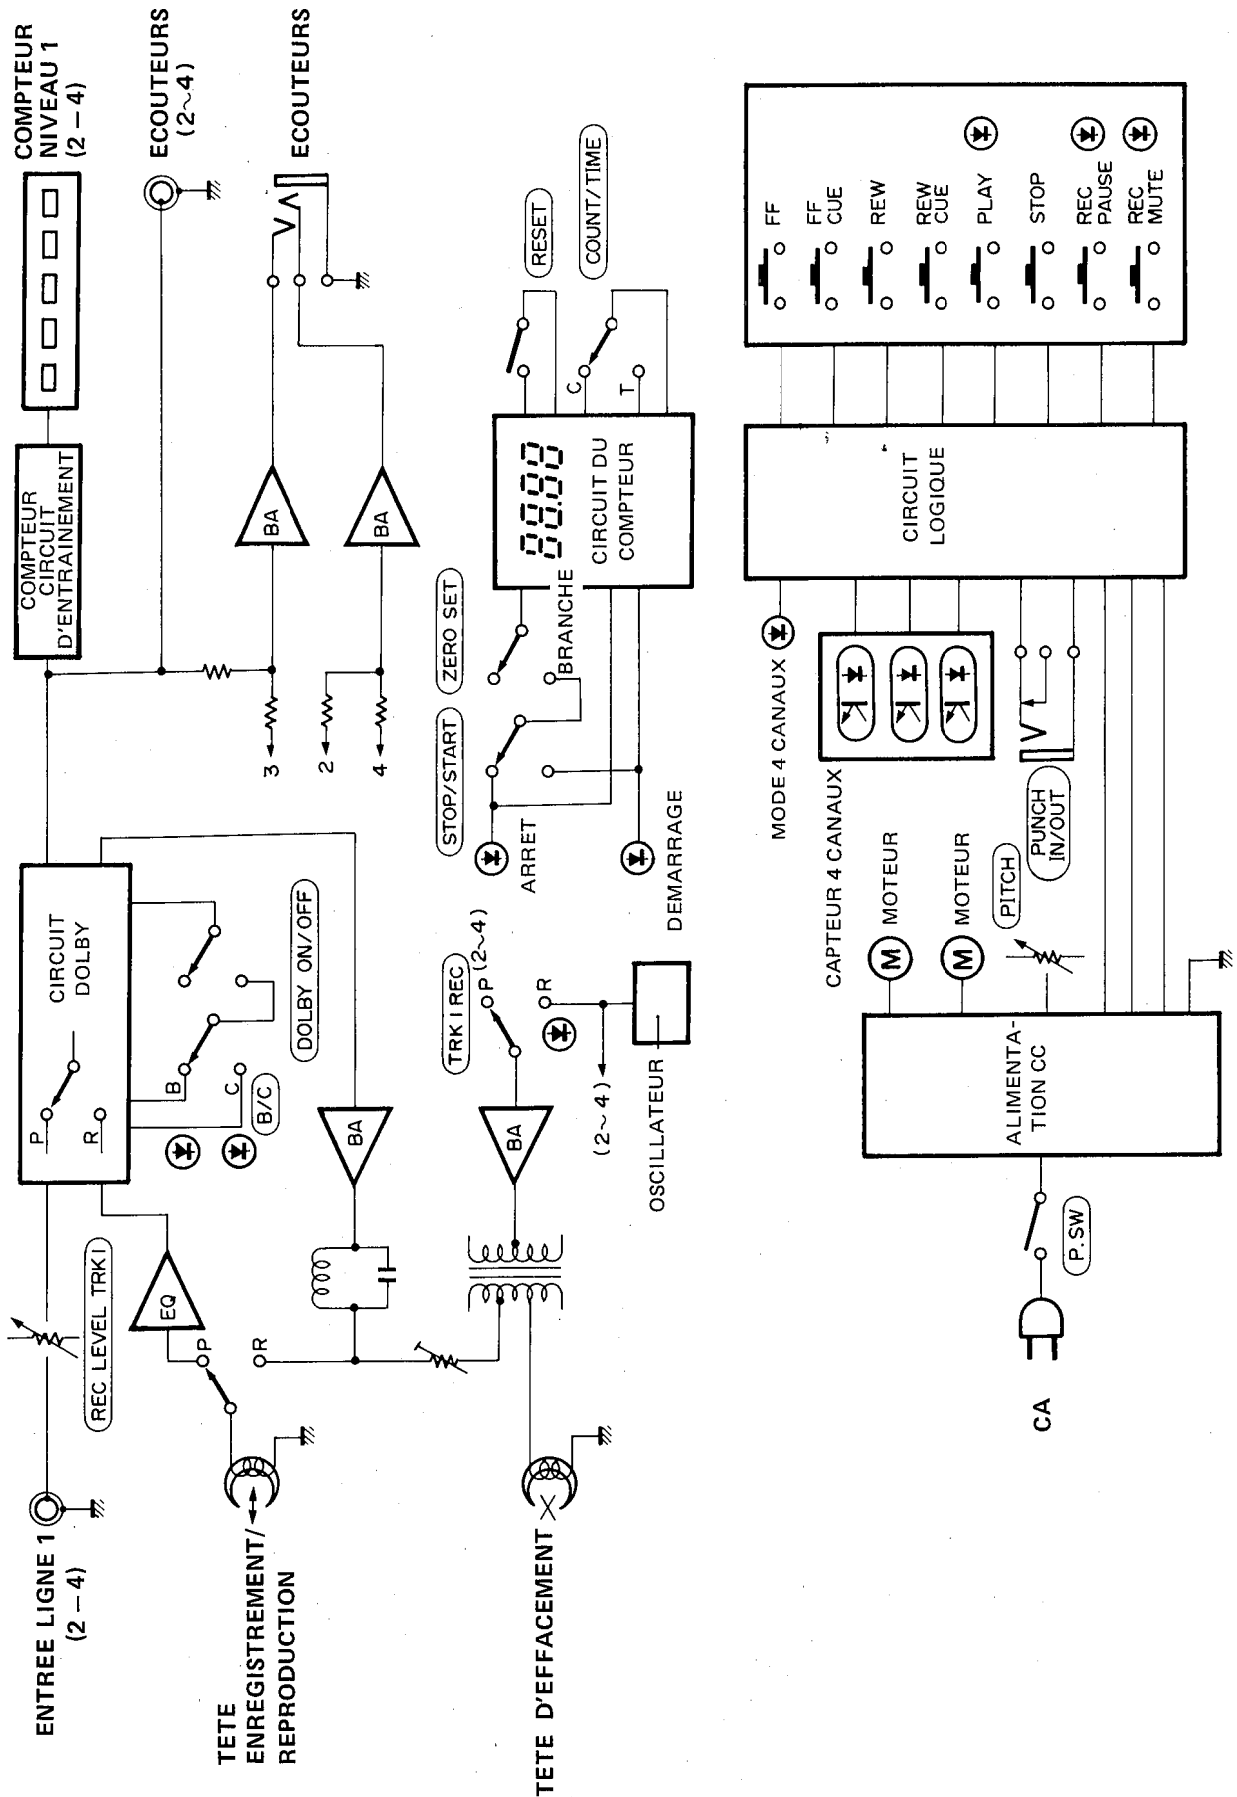 COMPTEUR
NIVEAU 1
(2 – 4)
ECOUTEURS
(2~4)
ECOUTEURS
COMPTEUR
CIRCUIT
D'ENTRAINEMENT
BA
BA
3
2
4
CIRCUIT
DOLBY
P
R
B
C
B/C
DOLBY ON/OFF
REC LEVEL TRK1
EQ
P
R
BA
ENTREE LIGNE 1
(2 – 4)
TETE
ENREGISTREMENT/
REPRODUCTION
TETE D'EFFACEMENT
BA
TRK 1 REC
P (2~4)
R
(2~4)
OSCILLATEUR
RESET
COUNT/TIME
C
T
88.88
CIRCUIT DU
COMPTEUR
ZERO SET
BRANCHE
STOP/START
ARRET
DEMARRAGE
FF
FF
CUE
REW
REW
CUE
PLAY
STOP
REC
PAUSE
REC
MUTE
CIRCUIT
LOGIQUE
MODE 4 CANAUX
CAPTEUR 4 CANAUX
PUNCH
IN/OUT
M MOTEUR
M MOTEUR
PITCH
ALIMENTA-
TION CC
P.SW
CA